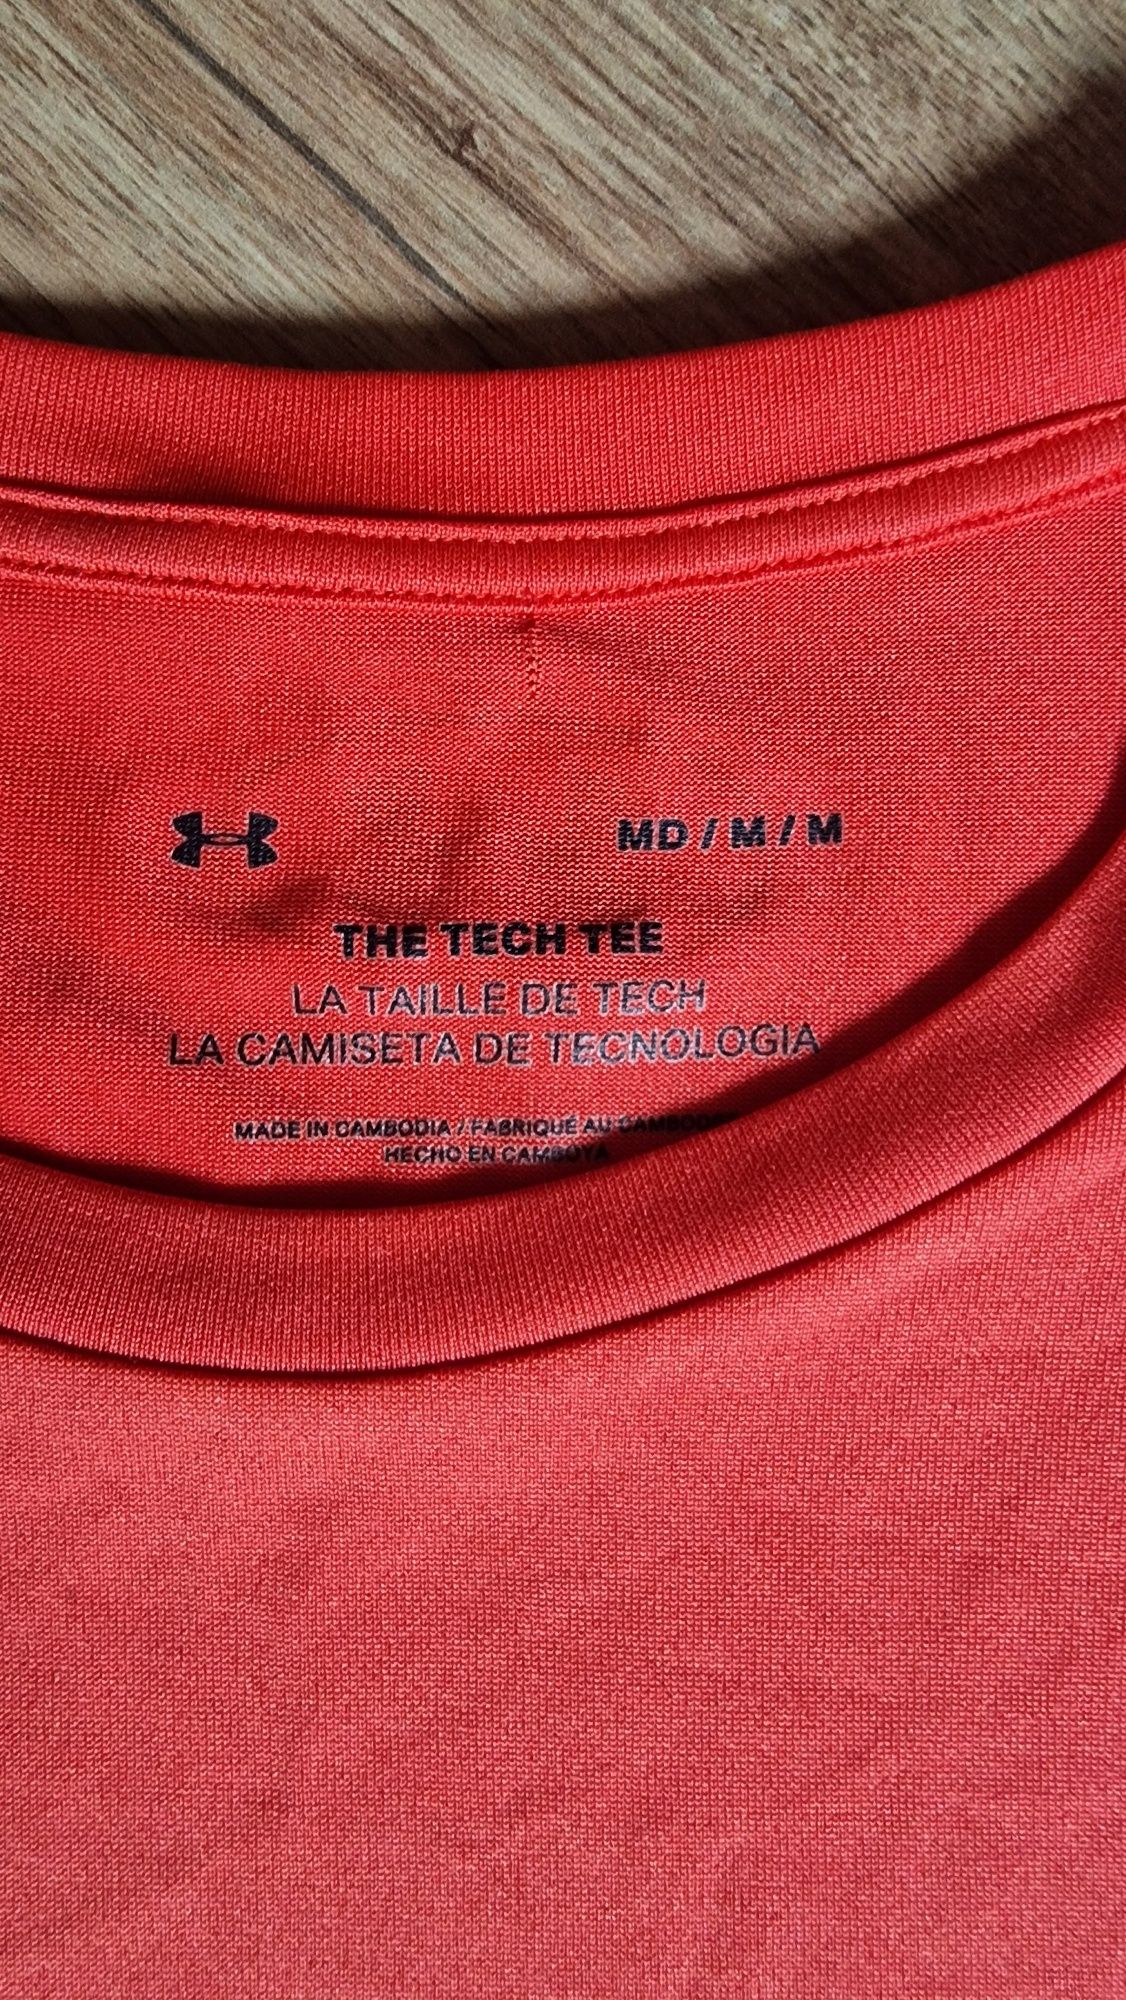 MD / M / M
THE TECH TEE
LA TAILLE DE TECH
LA CAMISETA DE TECNOLOGIA
MADE IN CAMBODIA / FABRIQUÉ AU
HECHO EN CAMBOYA